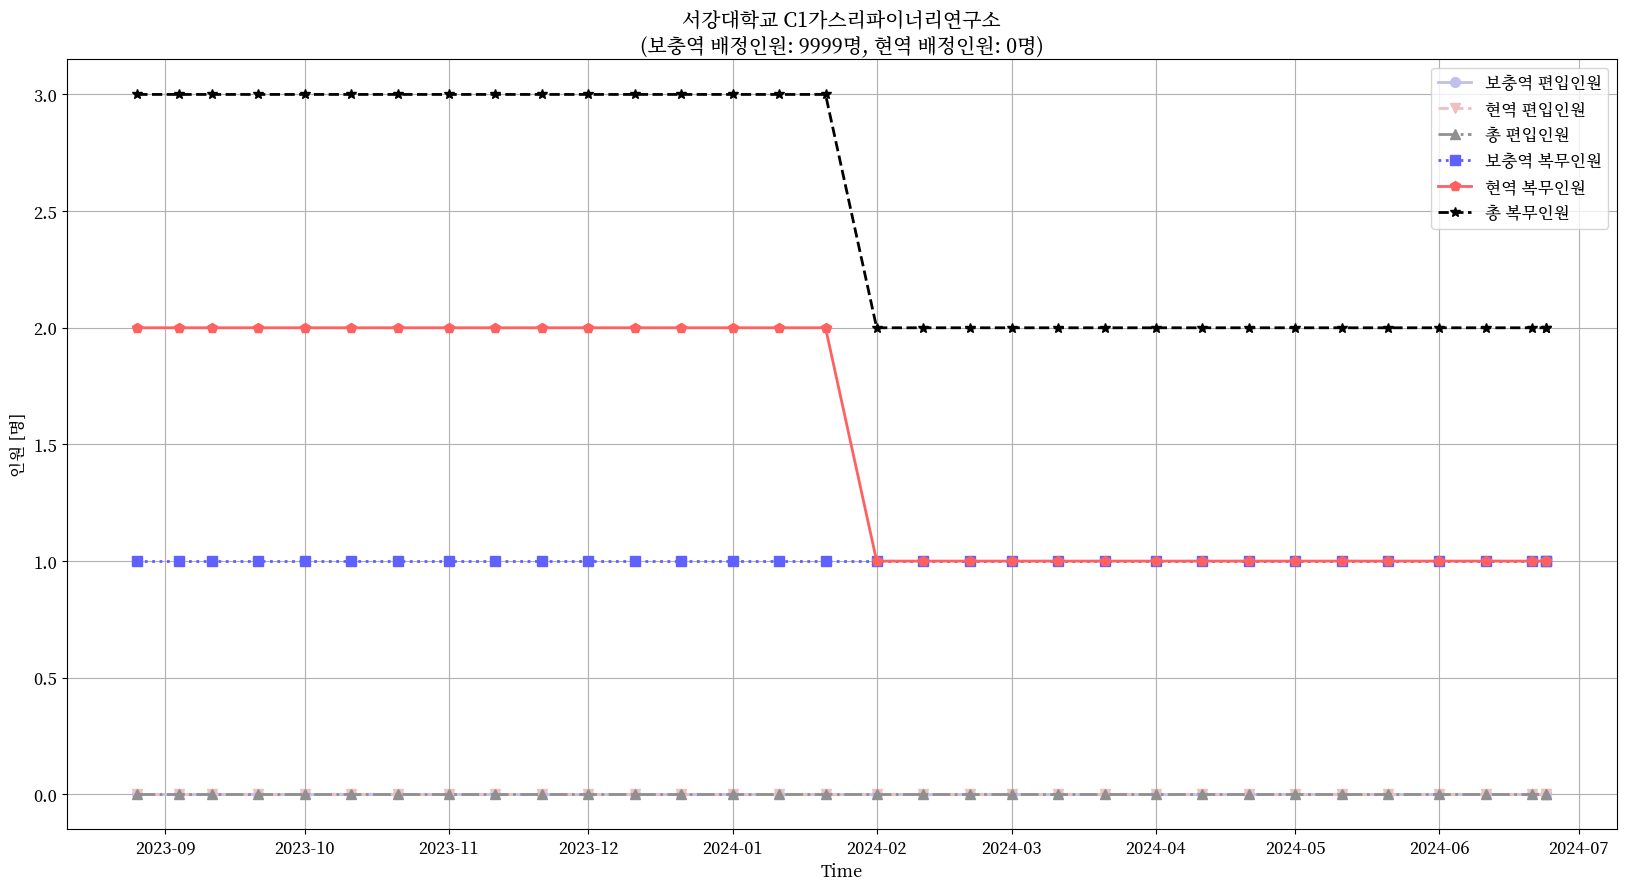 서강대학교 C1가스리파이너리연구소
(보충역 배정인원: 9999명, 현역 배정인원: 0명)
보충역 편입인원
현역 편입인원
총 편입인원
보충역 복무인원
현역 복무인원
총 복무인원
인원 [명]
3.0
2.5
2.0
1.5
1.0
0.5
0.0
2023-09 2023-10 2023-11 2023-12 2024-01 2024-02 2024-03 2024-04 2024-05 2024-06 2024-07
Time